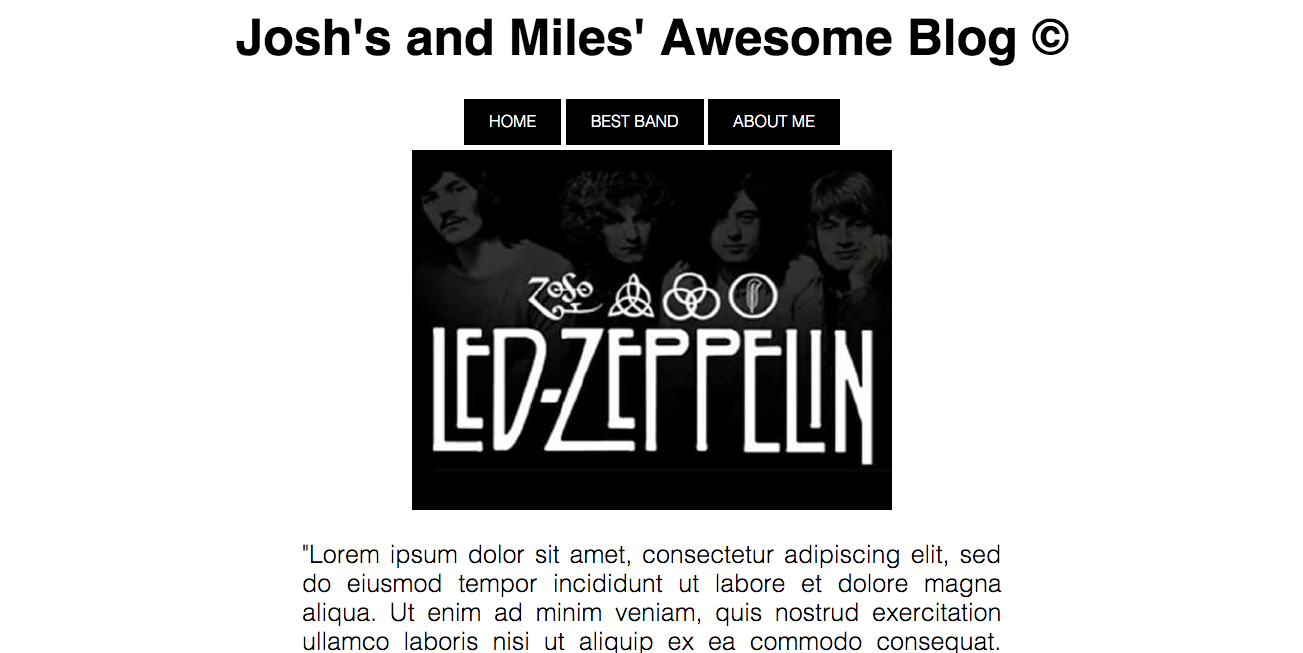 Josh's and Miles' Awesome Blog ©
HOME BEST BAND ABOUT ME
ZoSo
LED-ZEPPELIN
"Lorem ipsum dolor sit amet, consectetur adipiscing elit, sed
do eiusmod tempor incididunt ut labore et dolore magna
aliqua. Ut enim ad minim veniam, quis nostrud exercitation
ullamco laboris nisi ut aliquip ex ea commodo consequat.